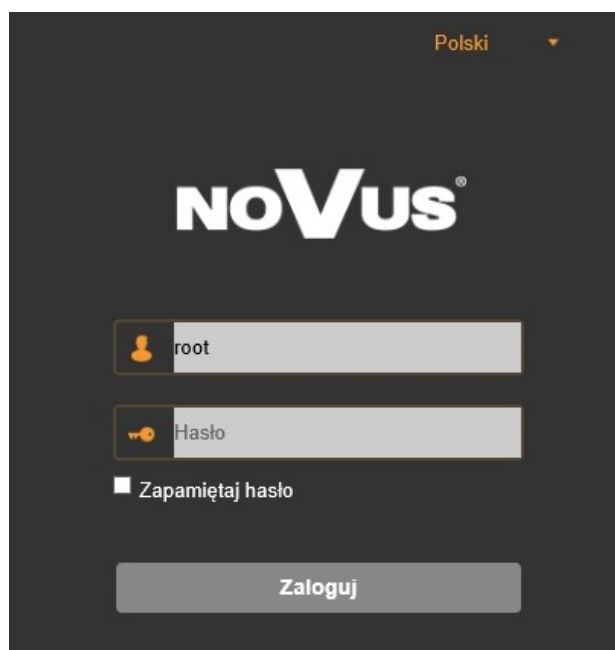 Polski
NOVUS®
root
Hasło
Zapamiętaj hasło
Zaloguj